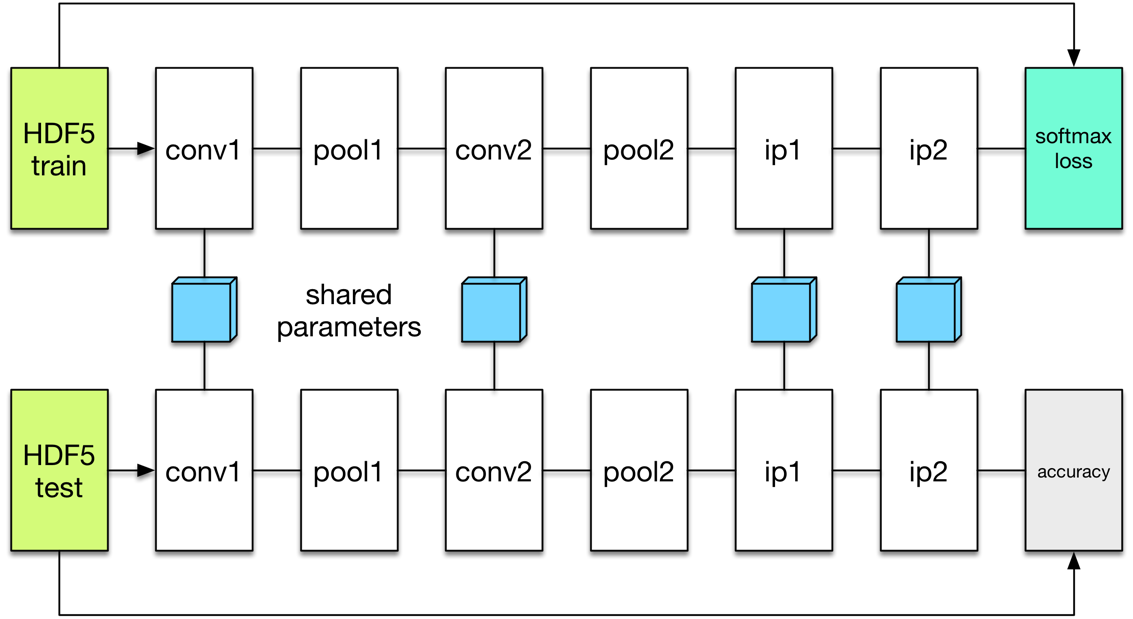 HDF5
train
conv1
pool1
conv2
pool2
ip1
ip2
softmax
loss
shared
parameters
HDF5
test
conv1
pool1
conv2
pool2
ip1
ip2
accuracy